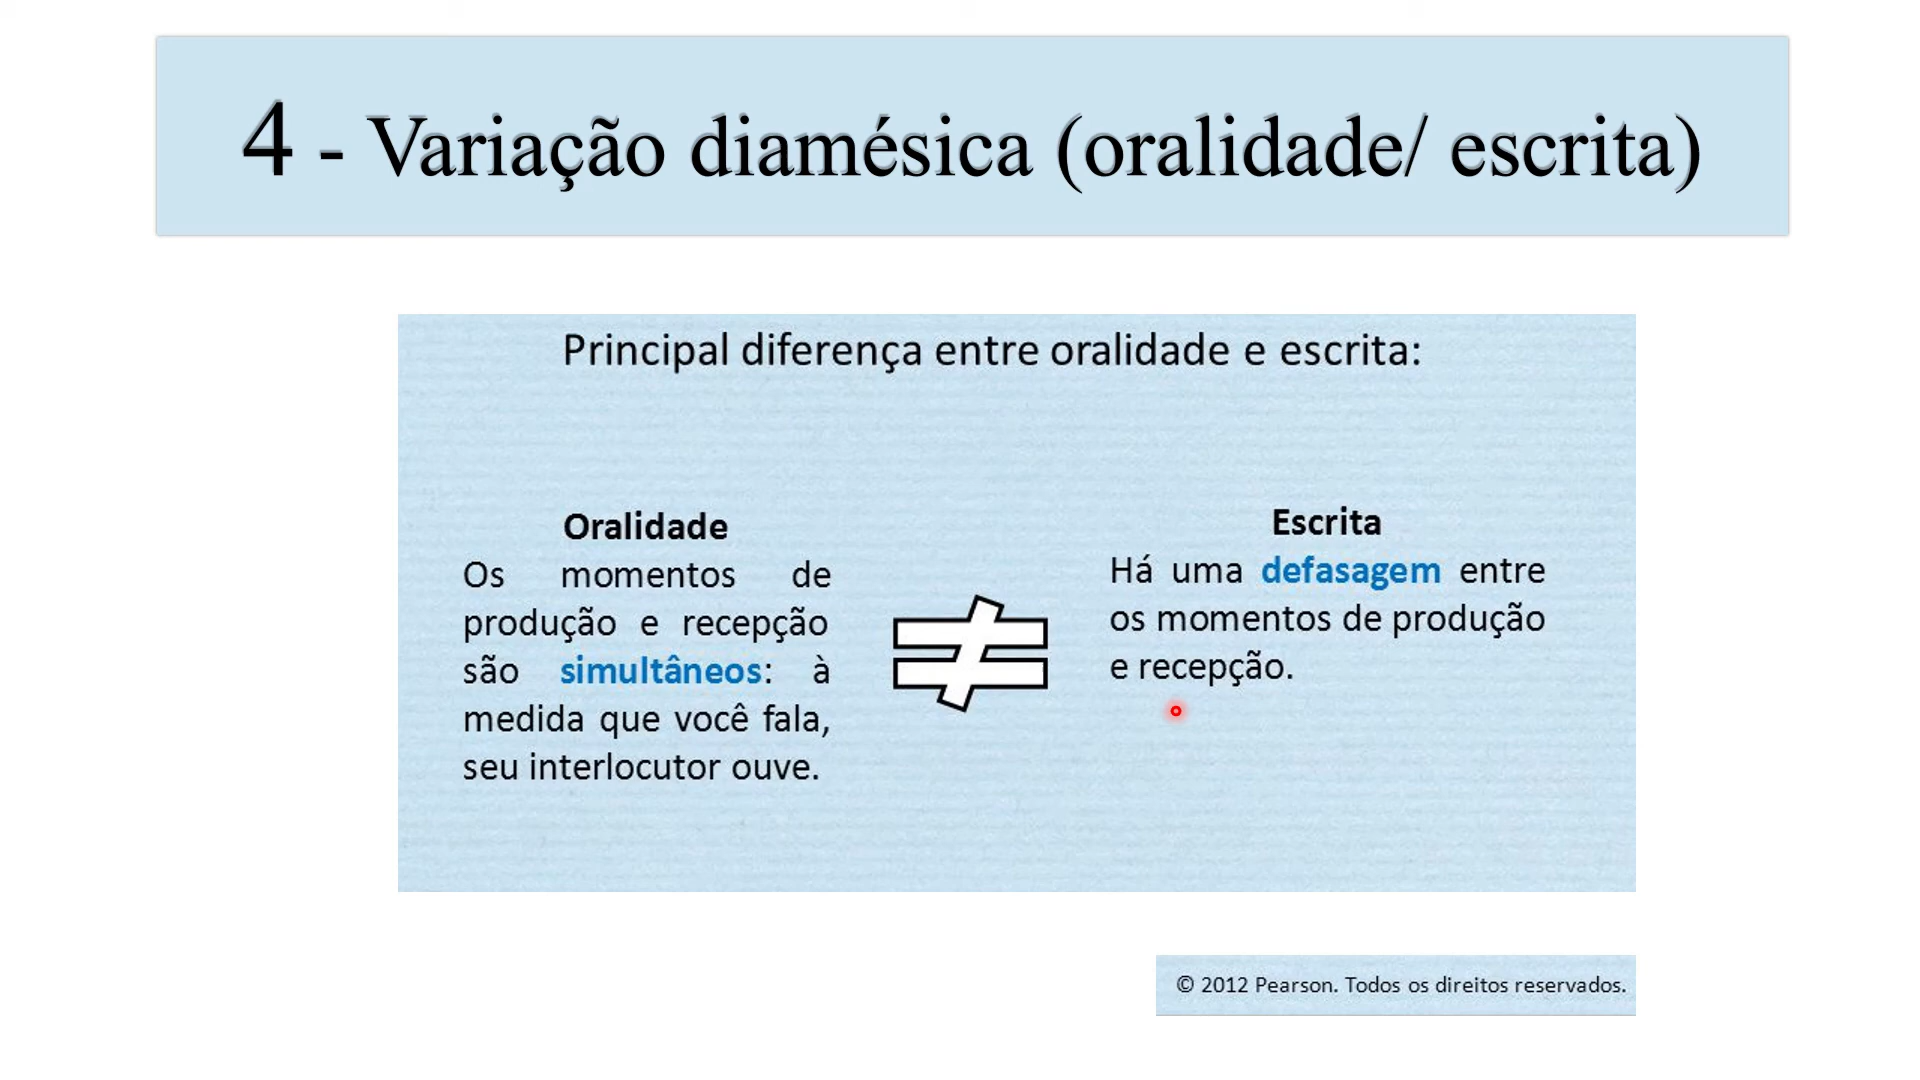 4 - Variação diamésica (oralidade/ escrita)
Principal diferença entre oralidade e escrita:
Oralidade
Os momentos de
produção e recepção
são simultâneos: à
medida que você fala,
seu interlocutor ouve.
Escrita
Há uma defasagem entre
os momentos de produção
e recepção.
© 2012 Pearson. Todos os direitos reservados.